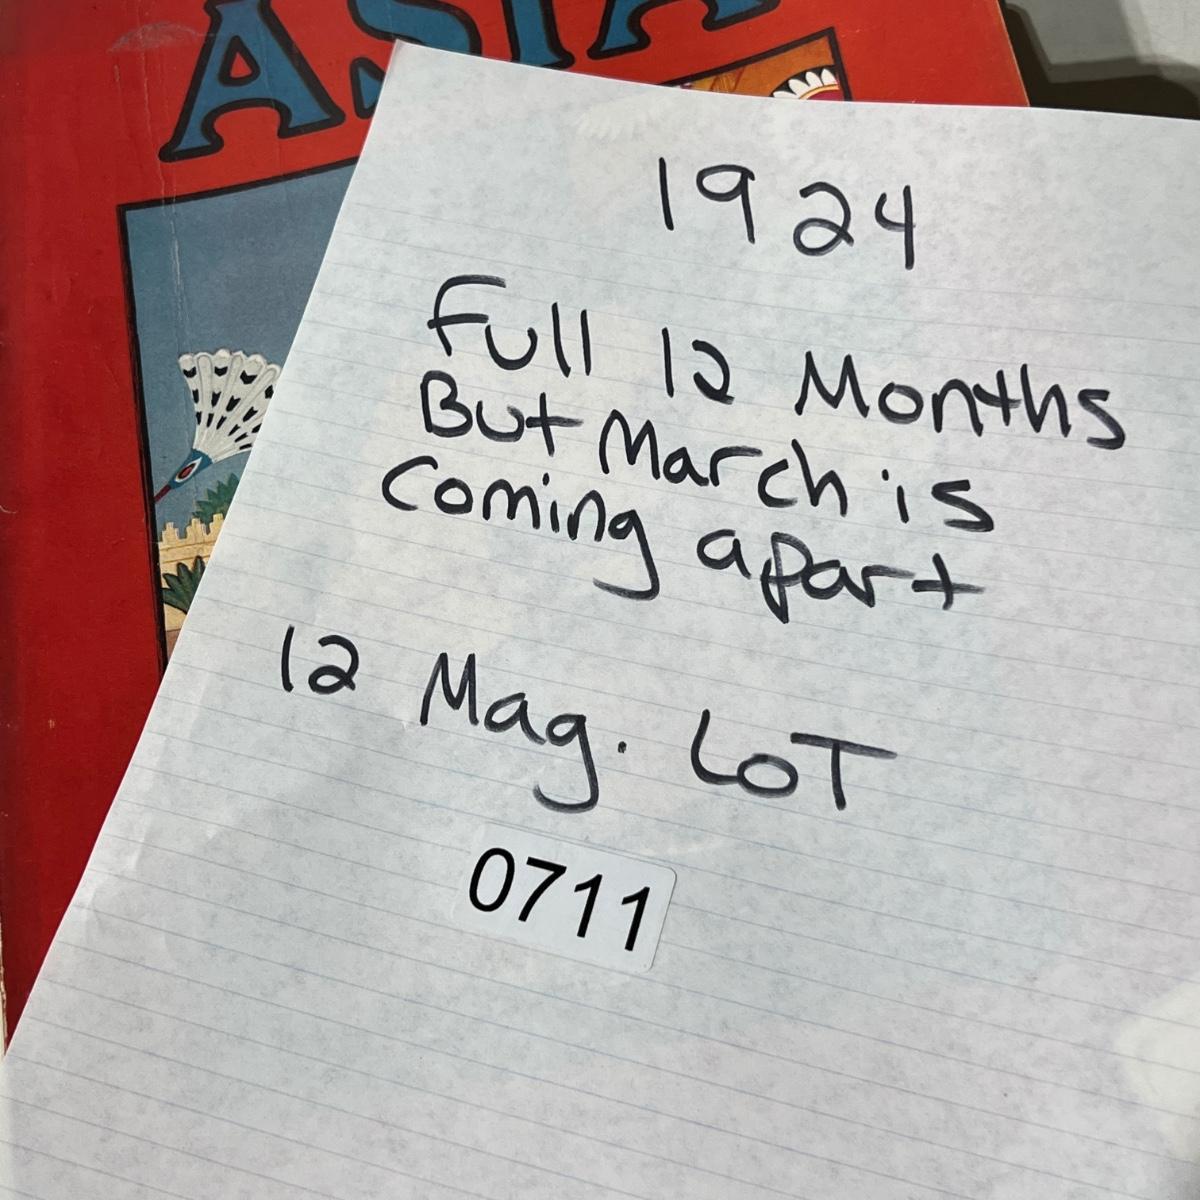 ASIA
1924
Full 12 Months
But March is
coming apart
12 Mag. LOT
0711